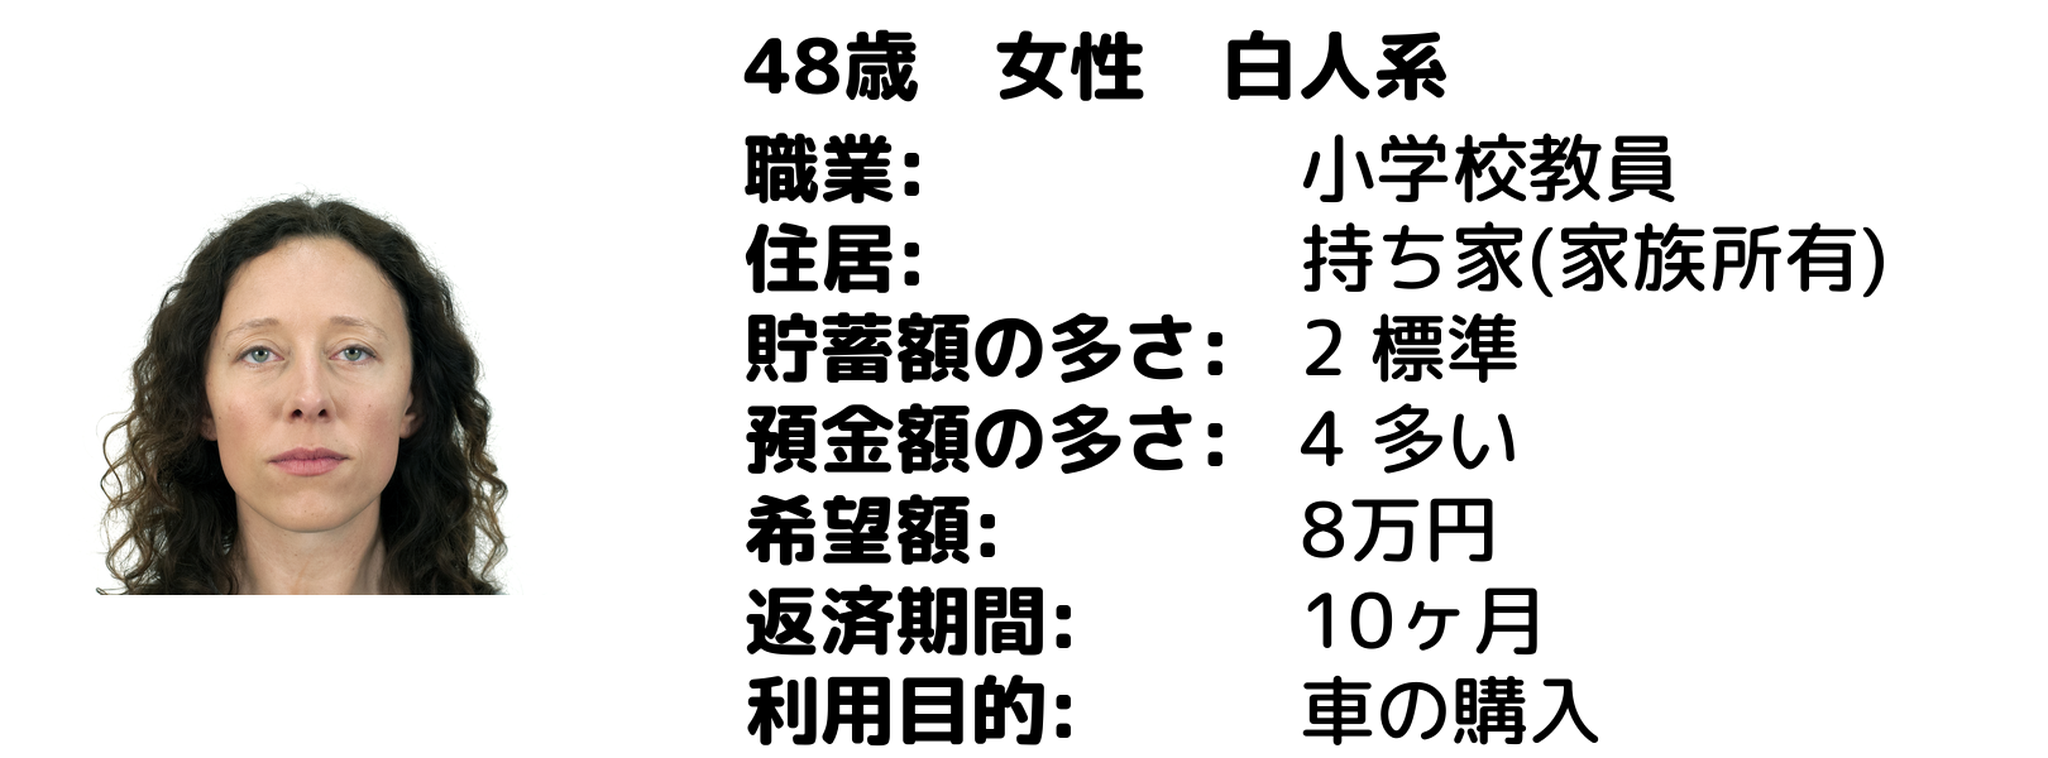 48歳　女性　白人系
職業: 小学校教員
住居: 持ち家(家族所有)
貯蓄額の多さ: 2 標準
預金額の多さ: 4 多い
希望額: 8万円
返済期間: 10ヶ月
利用目的: 車の購入